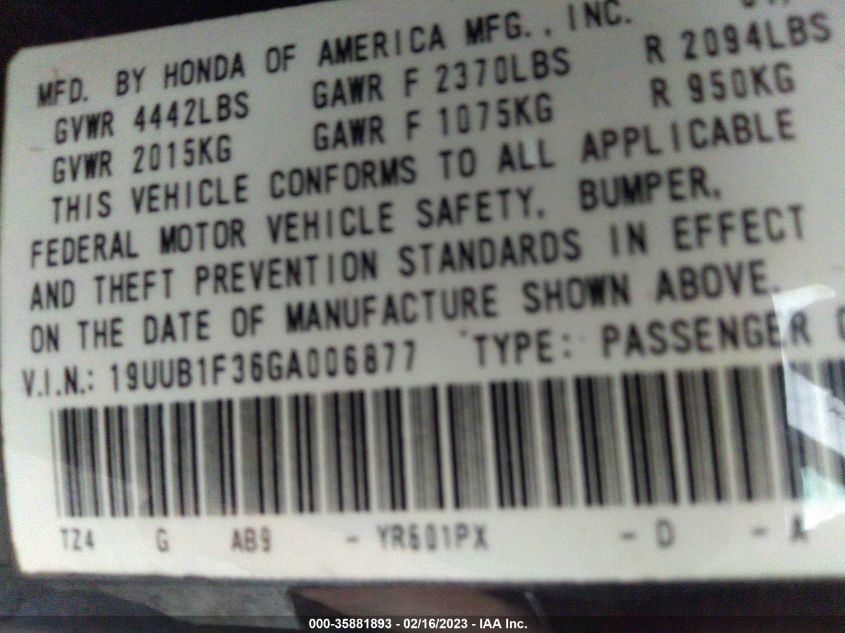 MFD. BY HONDA OF AMERICA MFG., INC.
GVWR 4442LBS GAWR F 2370LBS R 2094LBS
GVWR 2015KG GAWR F 1075KG R 950KG
THIS VEHICLE CONFORMS TO ALL APPLICABLE
FEDERAL MOTOR VEHICLE SAFETY, BUMPER,
AND THEFT PREVENTION STANDARDS IN EFFECT
ON THE DATE OF MANUFACTURE SHOWN ABOVE.
V.I.N.: 19UUB1F36GA006877 TYPE: PASSENGER
TZ4 G AB9 - YR601PX - D - A
000-35881893 - 02/16/2023 - IAA Inc.